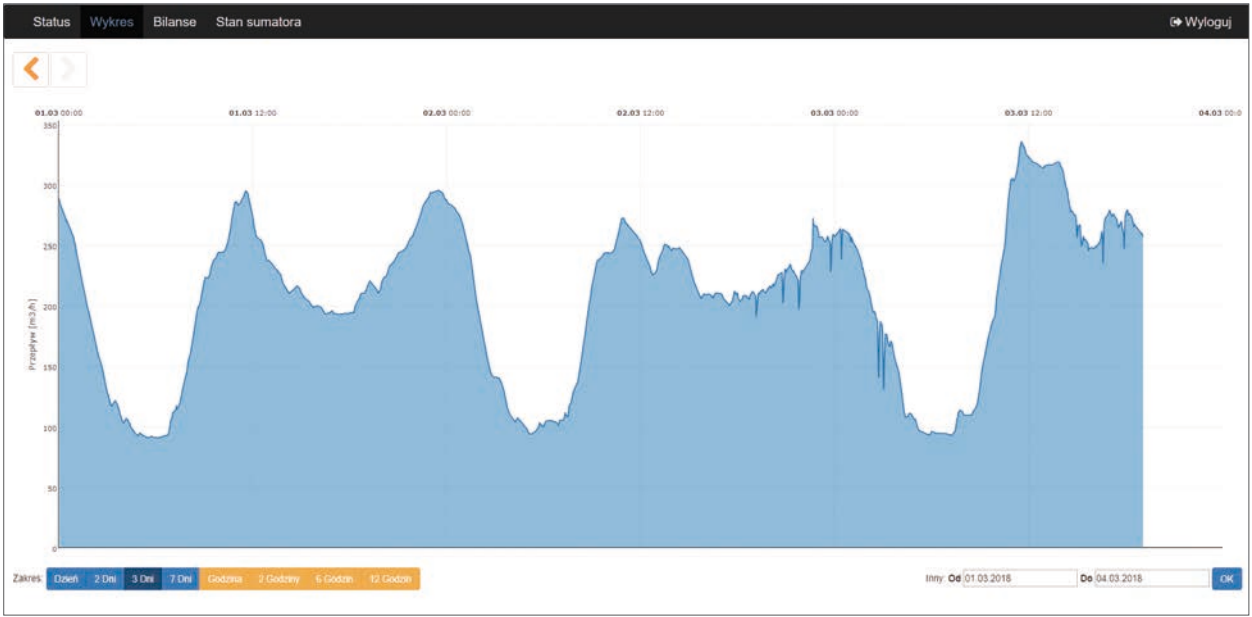 Status Wykres Bilanse Stan sumatora Wyloguj
01.03 00:00 01.03 12:00 02.03 00:00 02.03 12:00 03.03 00:00 03.03 12:00 04.03 00:0
350
300
250
200
150
100
50
0
Przepływ [m3/h]
Zakres: Dzień 2 Dni 3 Dni 7 Dni Godzina 2 Godziny 6 Godzin 12 Godzin Inny: Od 01.03.2018 Do 04.03.2018 OK